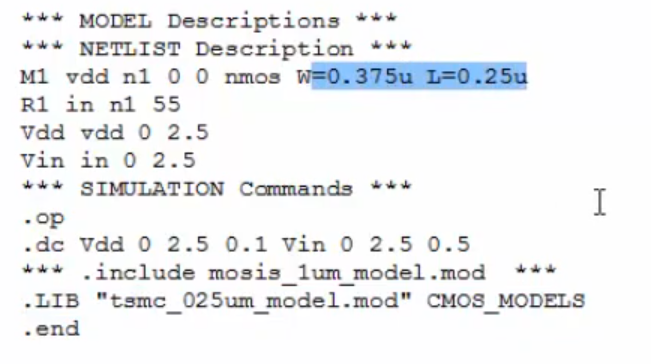 *** MODEL Descriptions ***
*** NETLIST Description ***
M1 vdd n1 0 0 nmos W=0.375u L=0.25u
R1 in n1 55
Vdd vdd 0 2.5
Vin in 0 2.5
*** SIMULATION Commands ***
.op
.dc Vdd 0 2.5 0.1 Vin 0 2.5 0.5
*** .include mosis_1um_model.mod  ***
.LIB "tsmc_025um_model.mod" CMOS_MODELS
.end